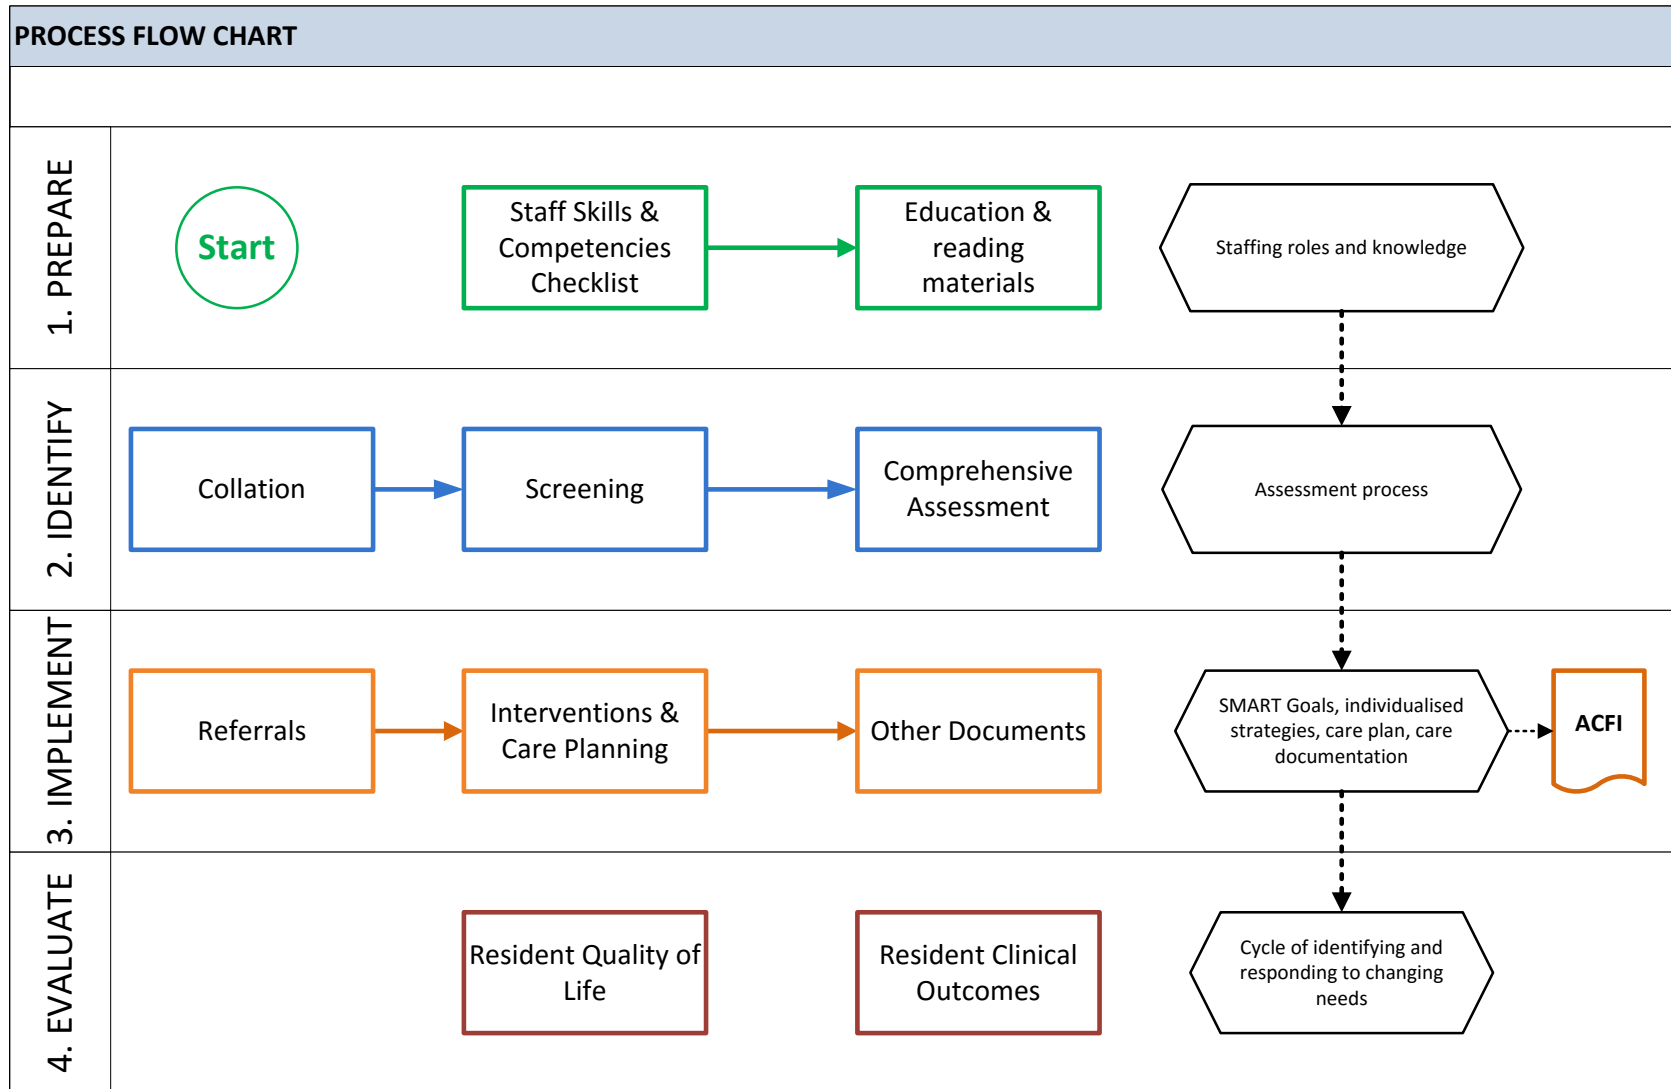 PROCESS FLOW CHART
1. PREPARE
Start
Staff Skills &
Competencies
Checklist
Education &
reading
materials
Staffing roles and knowledge
2. IDENTIFY
Collation
Screening
Comprehensive
Assessment
Assessment process
3. IMPLEMENT
Referrals
Interventions &
Care Planning
Other Documents
SMART Goals, individualised
strategies, care plan, care
documentation
ACFI
4. EVALUATE
Resident Quality of
Life
Resident Clinical
Outcomes
Cycle of identifying and
responding to changing
needs